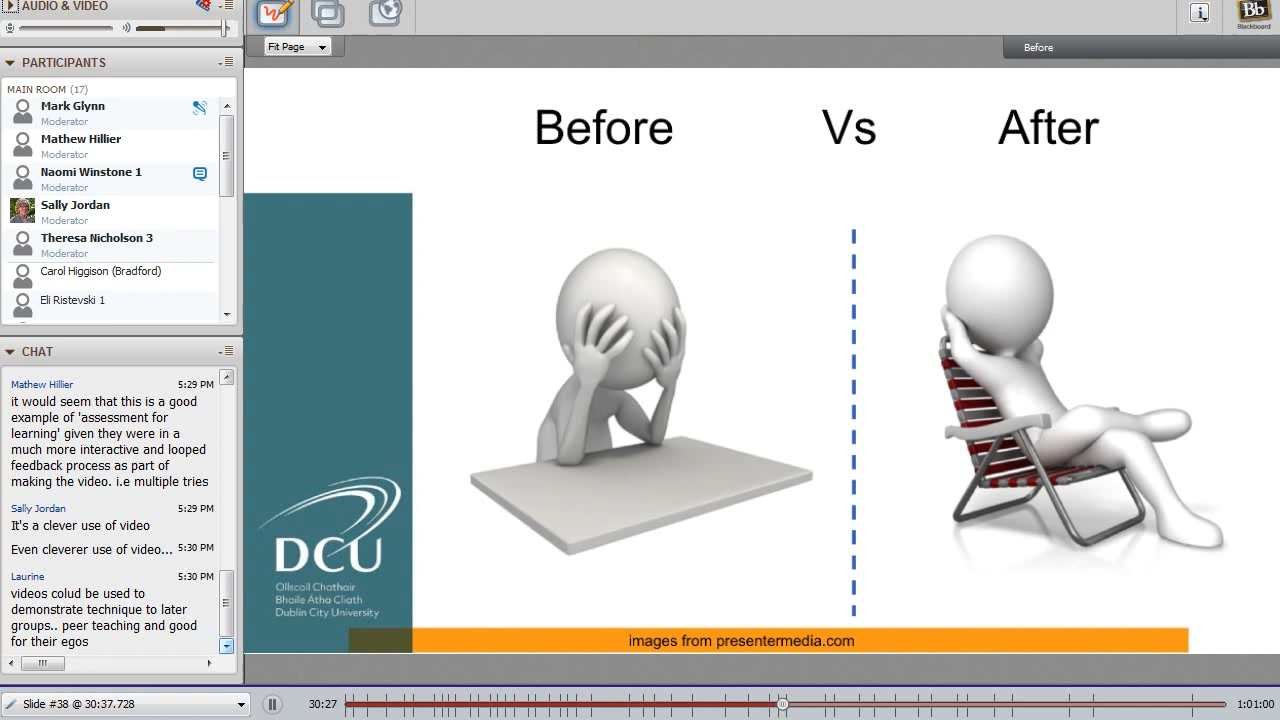 AUDIO & VIDEO
Fit Page
Before
Bb
Blackboard
PARTICIPANTS
MAIN ROOM (17)
Mark Glynn
Moderator
Mathew Hillier
Moderator
Naomi Winstone 1
Moderator
Sally Jordan
Moderator
Theresa Nicholson 3
Moderator
Carol Higgison (Bradford)
Eli Ristevski 1
CHAT
Mathew Hillier 5:29 PM
it would seem that this is a good
example of 'assessment for
learning' given they were in a
much more interactive and looped
feedback process as part of
making the video. i.e multiple tries
Sally Jordan 5:29 PM
It's a clever use of video
Even cleverer use of video... 5:30 PM
Laurine 5:30 PM
videos colud be used to
demonstrate technique to later
groups.. peer teaching and good
for their egos
Before Vs After
DCU
Ollscoil Chathair
Bhaile Átha Cliath
Dublin City University
images from presentermedia.com
Slide #38 @ 30:37.728
30:27
1:01:00